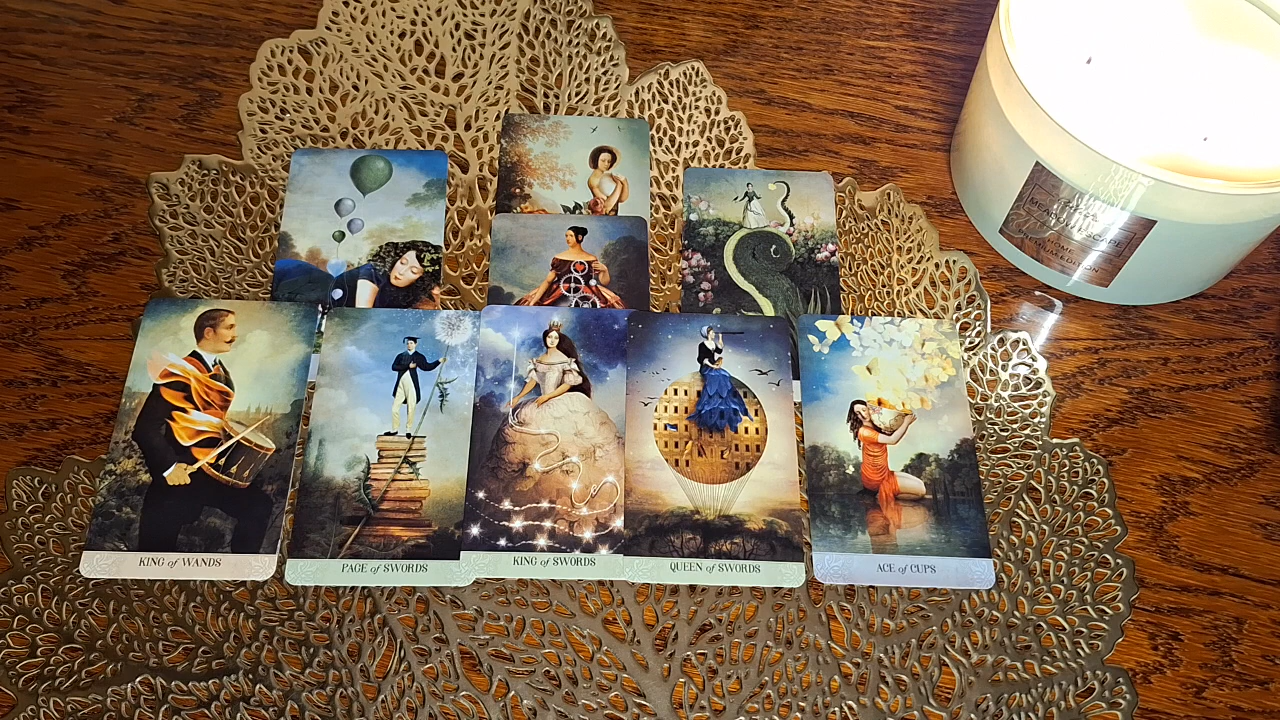 KING of WANDS
PAGE of SWORDS
KING of SWORDS
QUEEN of SWORDS
ACE of CUPS
HOME